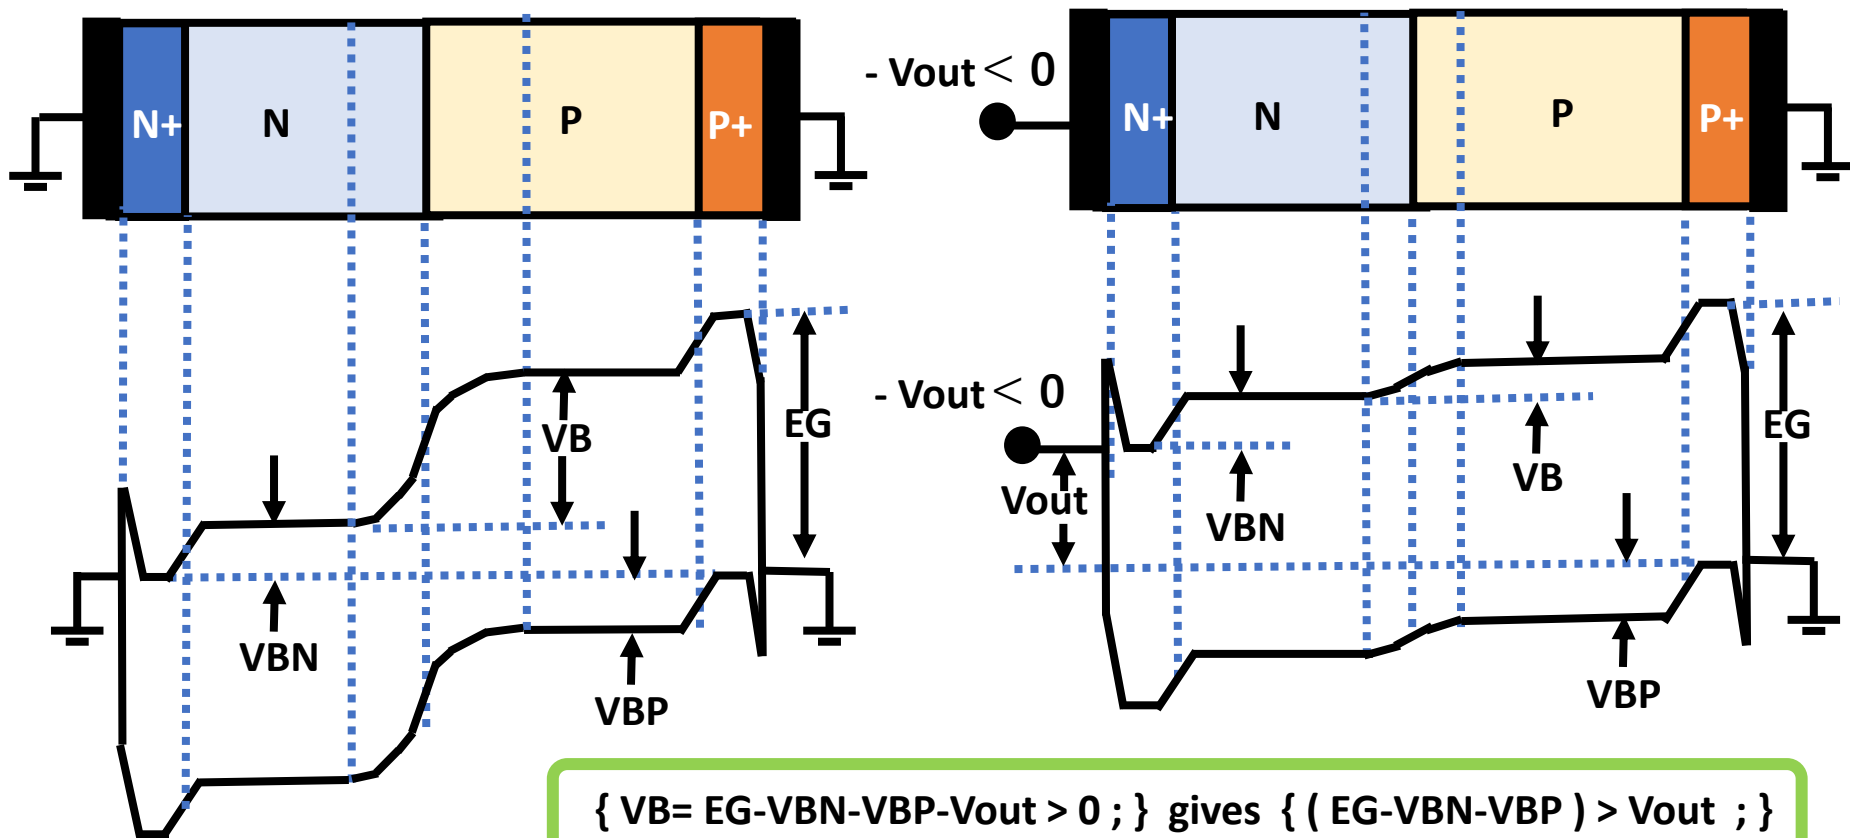 N+ N P P+
- Vout < 0
N+ N P P+
VB
EG
VBN
VBP
- Vout < 0
Vout
VBN
VB
EG
VBP
{ VB= EG-VBN-VBP-Vout > 0 ; } gives { ( EG-VBN-VBP ) > Vout ; }